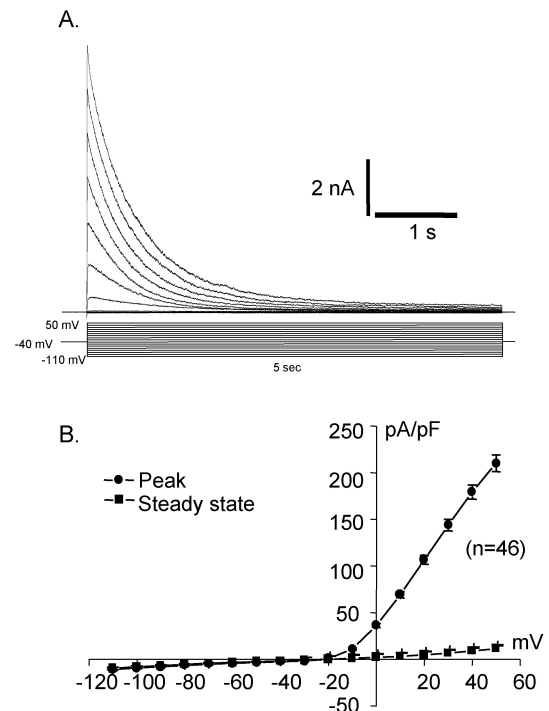 A.
2 nA
1 s
50 mV
-40 mV
-110 mV
5 sec
B.
pA/pF
250
200
150
100
50
-50
Peak
Steady state
(n=46)
mV
-120 -100 -80 -60 -40 -20 20 40 60